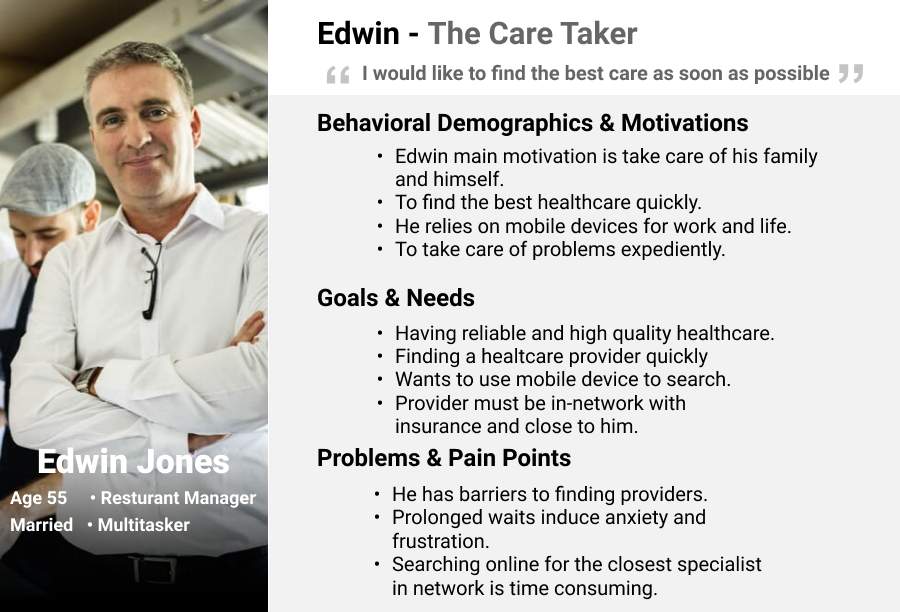 Edwin - The Care Taker
“ I would like to find the best care as soon as possible ”
Behavioral Demographics & Motivations
• Edwin main motivation is take care of his family
and himself.
• To find the best healthcare quickly.
• He relies on mobile devices for work and life.
• To take care of problems expediently.
Goals & Needs
• Having reliable and high quality healthcare.
• Finding a healtcare provider quickly
• Wants to use mobile device to search.
• Provider must be in-network with
insurance and close to him.
Problems & Pain Points
• He has barriers to finding providers.
• Prolonged waits induce anxiety and
frustration.
• Searching online for the closest specialist
in network is time consuming.
Edwin Jones
Age 55 • Resturant Manager
Married • Multitasker